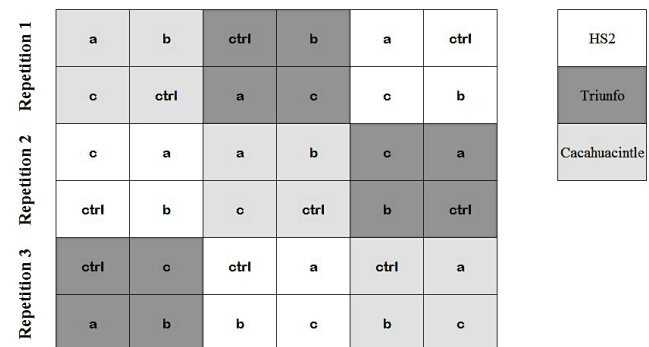 Repetition 1
a b ctrl b a ctrl
c ctrl a c c b
Repetition 2
c a a b c a
ctrl b c ctrl b ctrl
Repetition 3
ctrl c ctrl a ctrl a
a b b c b c
HS2
Triunfo
Cacahuacintle